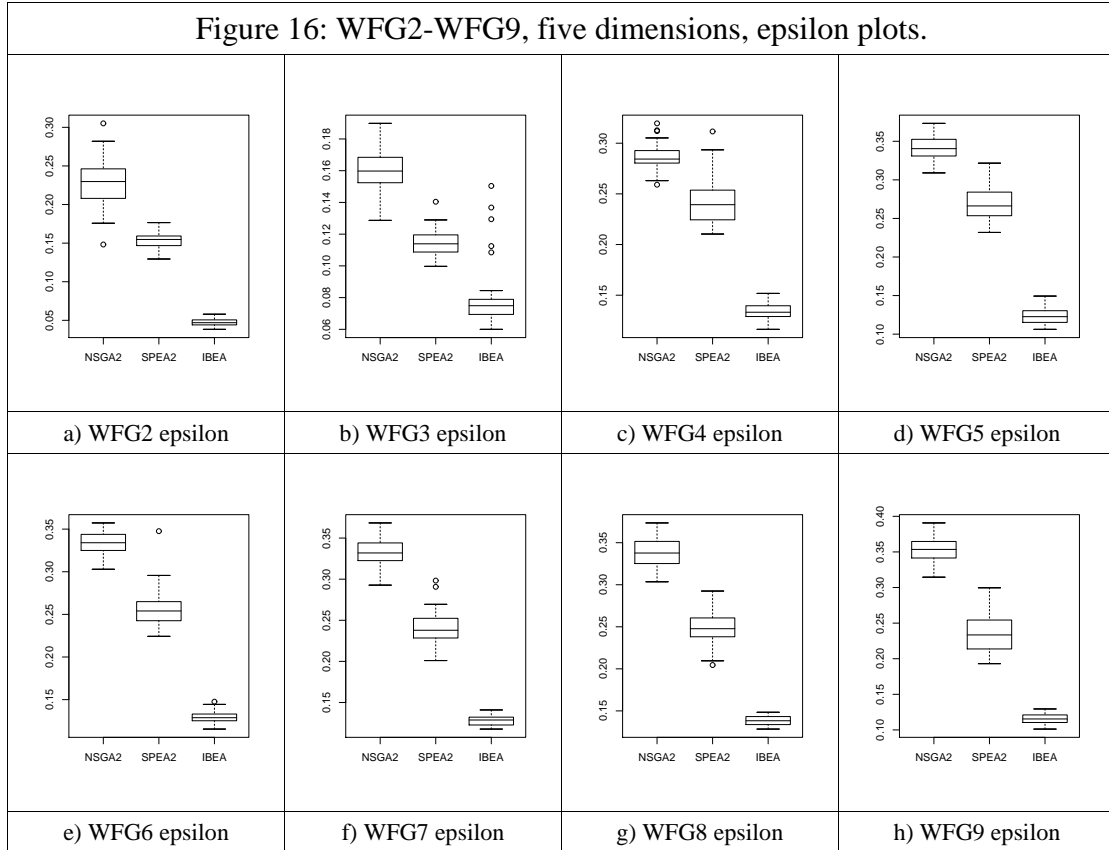 Figure 16: WFG2-WFG9, five dimensions, epsilon plots.
0.05 0.10 0.15 0.20 0.25 0.30
NSGA2 SPEA2 IBEA
0.06 0.08 0.10 0.12 0.14 0.16 0.18
NSGA2 SPEA2 IBEA
0.15 0.20 0.25 0.30
NSGA2 SPEA2 IBEA
0.10 0.15 0.20 0.25 0.30 0.35
NSGA2 SPEA2 IBEA
a) WFG2 epsilon
b) WFG3 epsilon
c) WFG4 epsilon
d) WFG5 epsilon
0.15 0.20 0.25 0.30 0.35
NSGA2 SPEA2 IBEA
0.15 0.20 0.25 0.30 0.35
NSGA2 SPEA2 IBEA
0.15 0.20 0.25 0.30 0.35
NSGA2 SPEA2 IBEA
0.10 0.15 0.20 0.25 0.30 0.35 0.40
NSGA2 SPEA2 IBEA
e) WFG6 epsilon
f) WFG7 epsilon
g) WFG8 epsilon
h) WFG9 epsilon